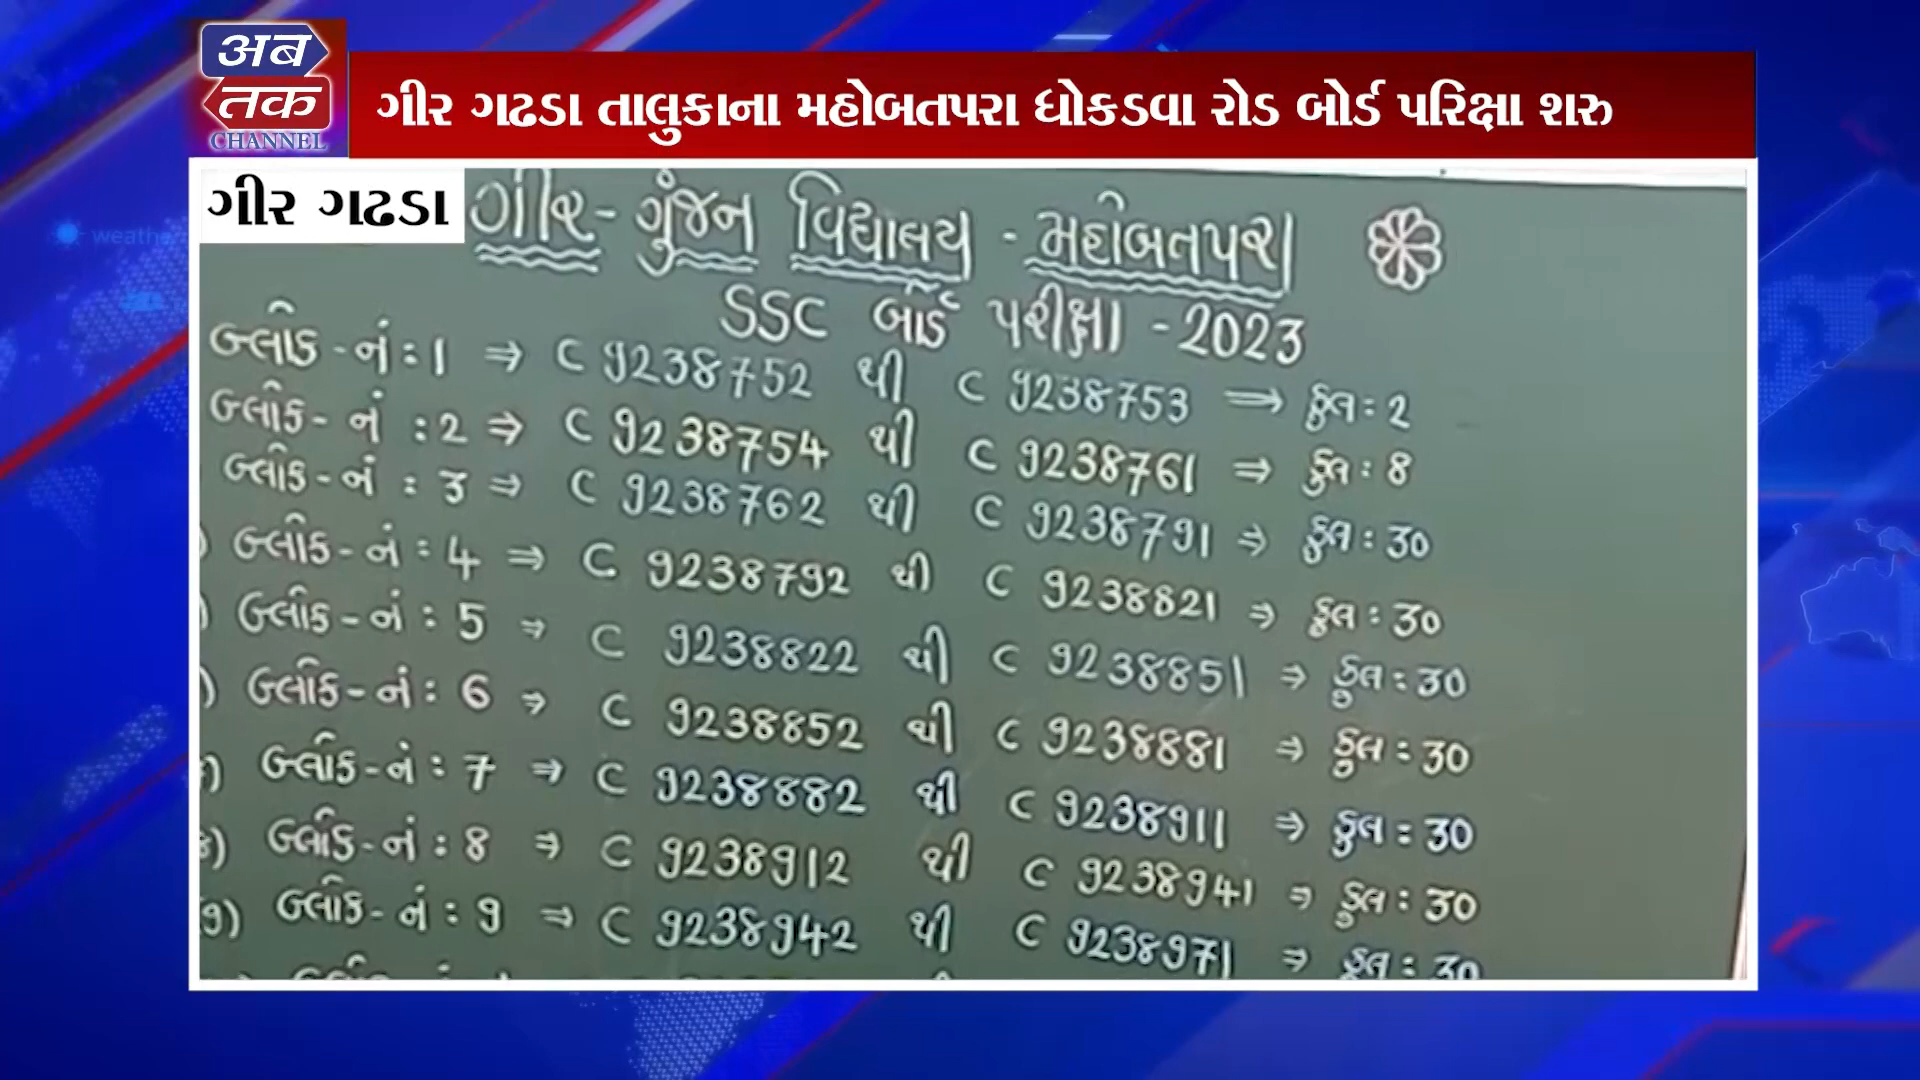 अब
तक
CHANNEL
ગીર ગઢડા તાલુકાના મહોબતપરા ધોકડવા રોડ બોર્ડ પરિક્ષા શરુ
ગીર ગઢડા
ગીર - ગુંજન વિદ્યાલય - મહોબતપરા
SSC બોર્ડ પરીક્ષા - 2023
બ્લોક - નં : 1 ⇒ C 9238752 થી C 9238753 ⇒ કુલ : 2
બ્લોક - નં : 2 ⇒ C 9238754 થી C 9238761 ⇒ કુલ : 8
બ્લોક - નં : 3 ⇒ C 9238762 થી C 9238791 ⇒ કુલ : 30
) બ્લોક - નં : 4 ⇒ C 9238792 થી C 9238821 ⇒ કુલ : 30
) બ્લોક - નં : 5 ⇒ C 9238822 થી C 9238851 ⇒ કુલ : 30
) બ્લોક - નં : 6 ⇒ C 9238852 થી C 9238881 ⇒ કુલ : 30
) બ્લોક - નં : 7 ⇒ C 9238882 થી C 9238911 ⇒ કુલ : 30
) બ્લોક - નં : 8 ⇒ C 9238912 થી C 9238941 ⇒ કુલ : 30
9) બ્લોક - નં : 9 ⇒ C 9238942 થી C 9238971 ⇒ કુલ : 30